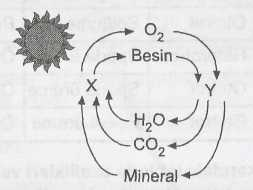 O₂
Besin
X
Y
H₂O
CO₂
Mineral